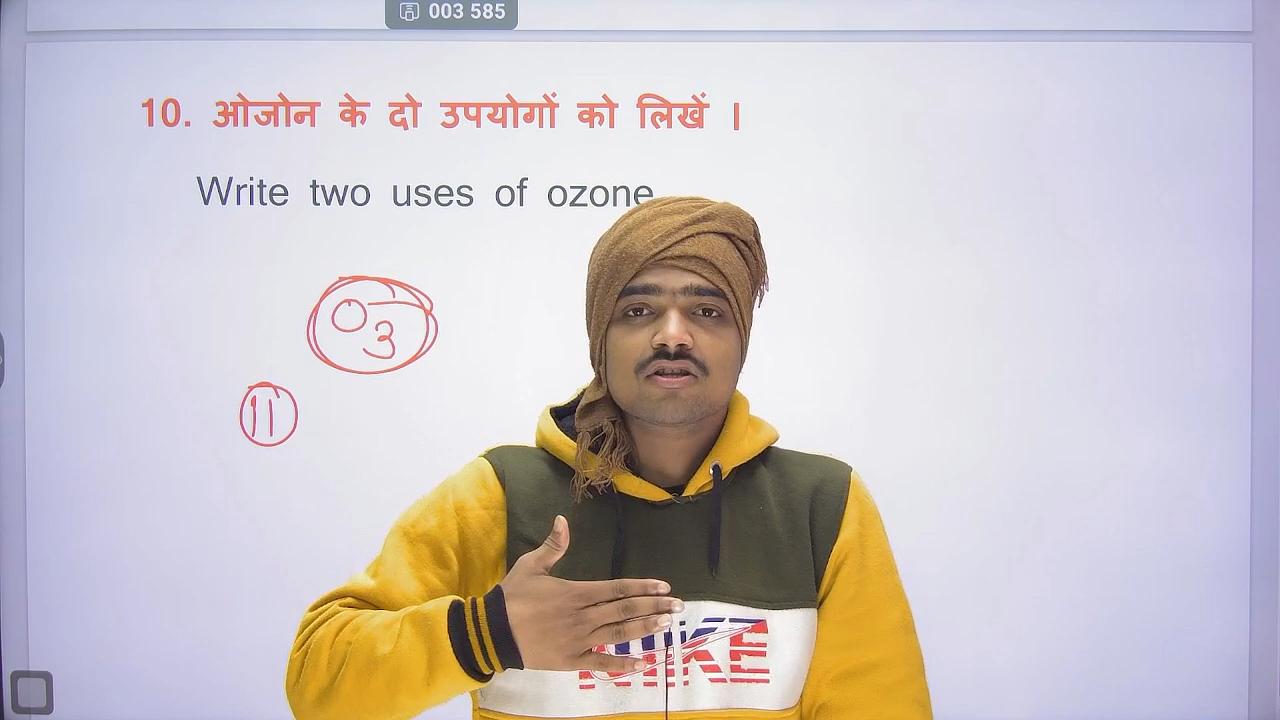 003 585
10. ओजोन के दो उपयोगों को लिखें ।
Write two uses of ozone
O3
11
NIKE